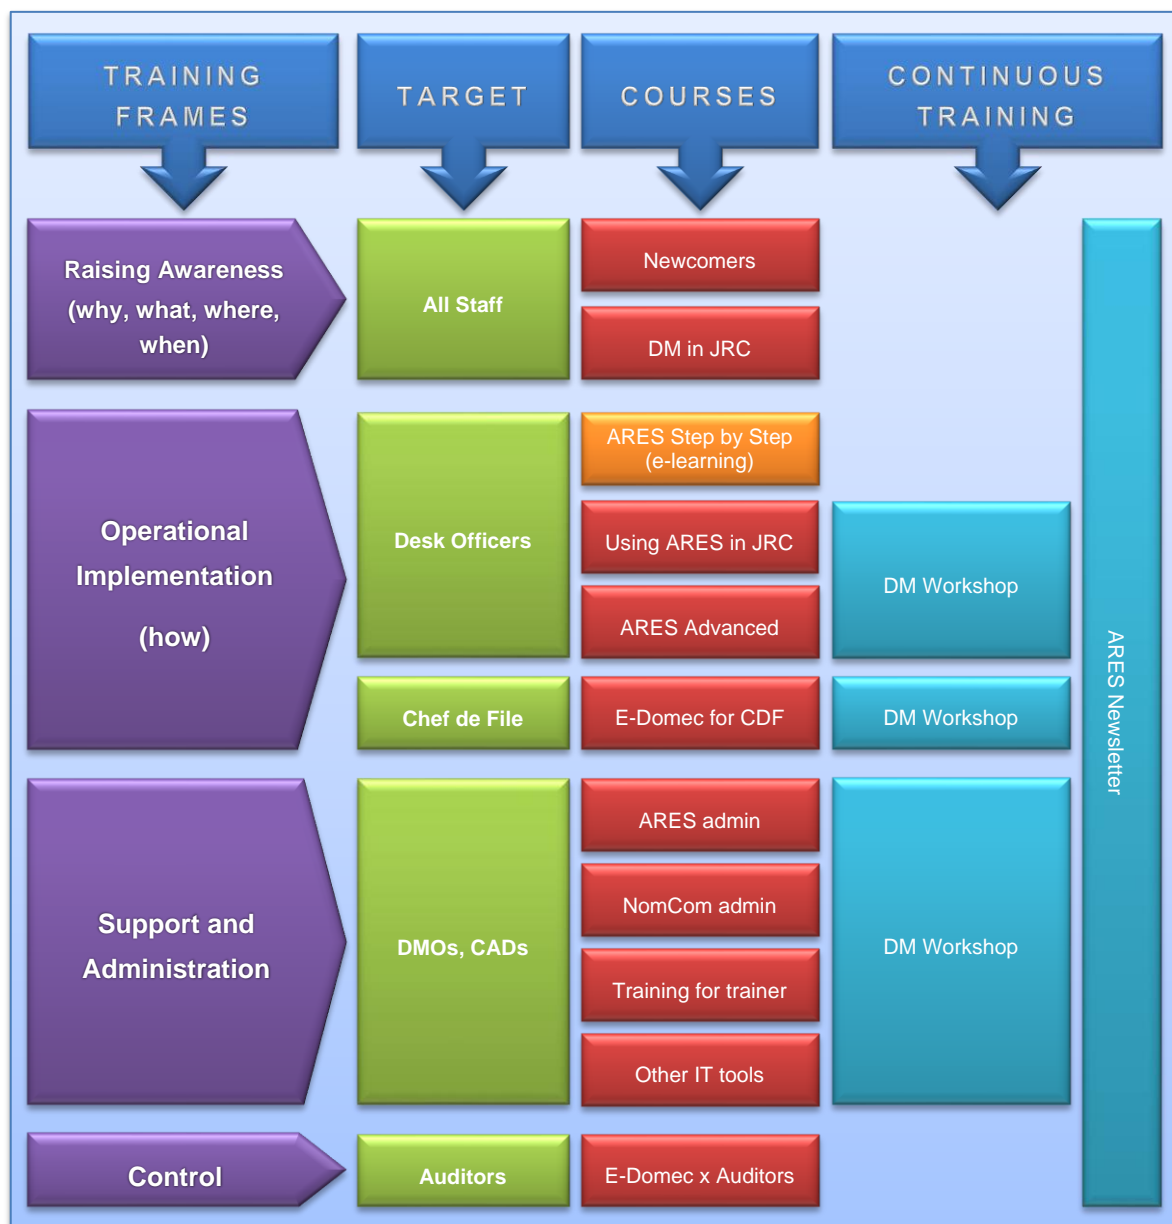 TRAINING
FRAMES
TARGET
COURSES
CONTINUOUS
TRAINING
Raising Awareness
(why, what, where,
when)
All Staff
Newcomers
DM in JRC
Operational
Implementation
(how)
Desk Officers
ARES Step by Step
(e-learning)
Using ARES in JRC
ARES Advanced
DM Workshop
Chef de File
E-Domec for CDF
DM Workshop
Support and
Administration
DMOs, CADs
ARES admin
NomCom admin
Training for trainer
Other IT tools
DM Workshop
Control
Auditors
E-Domec x Auditors
ARES Newsletter